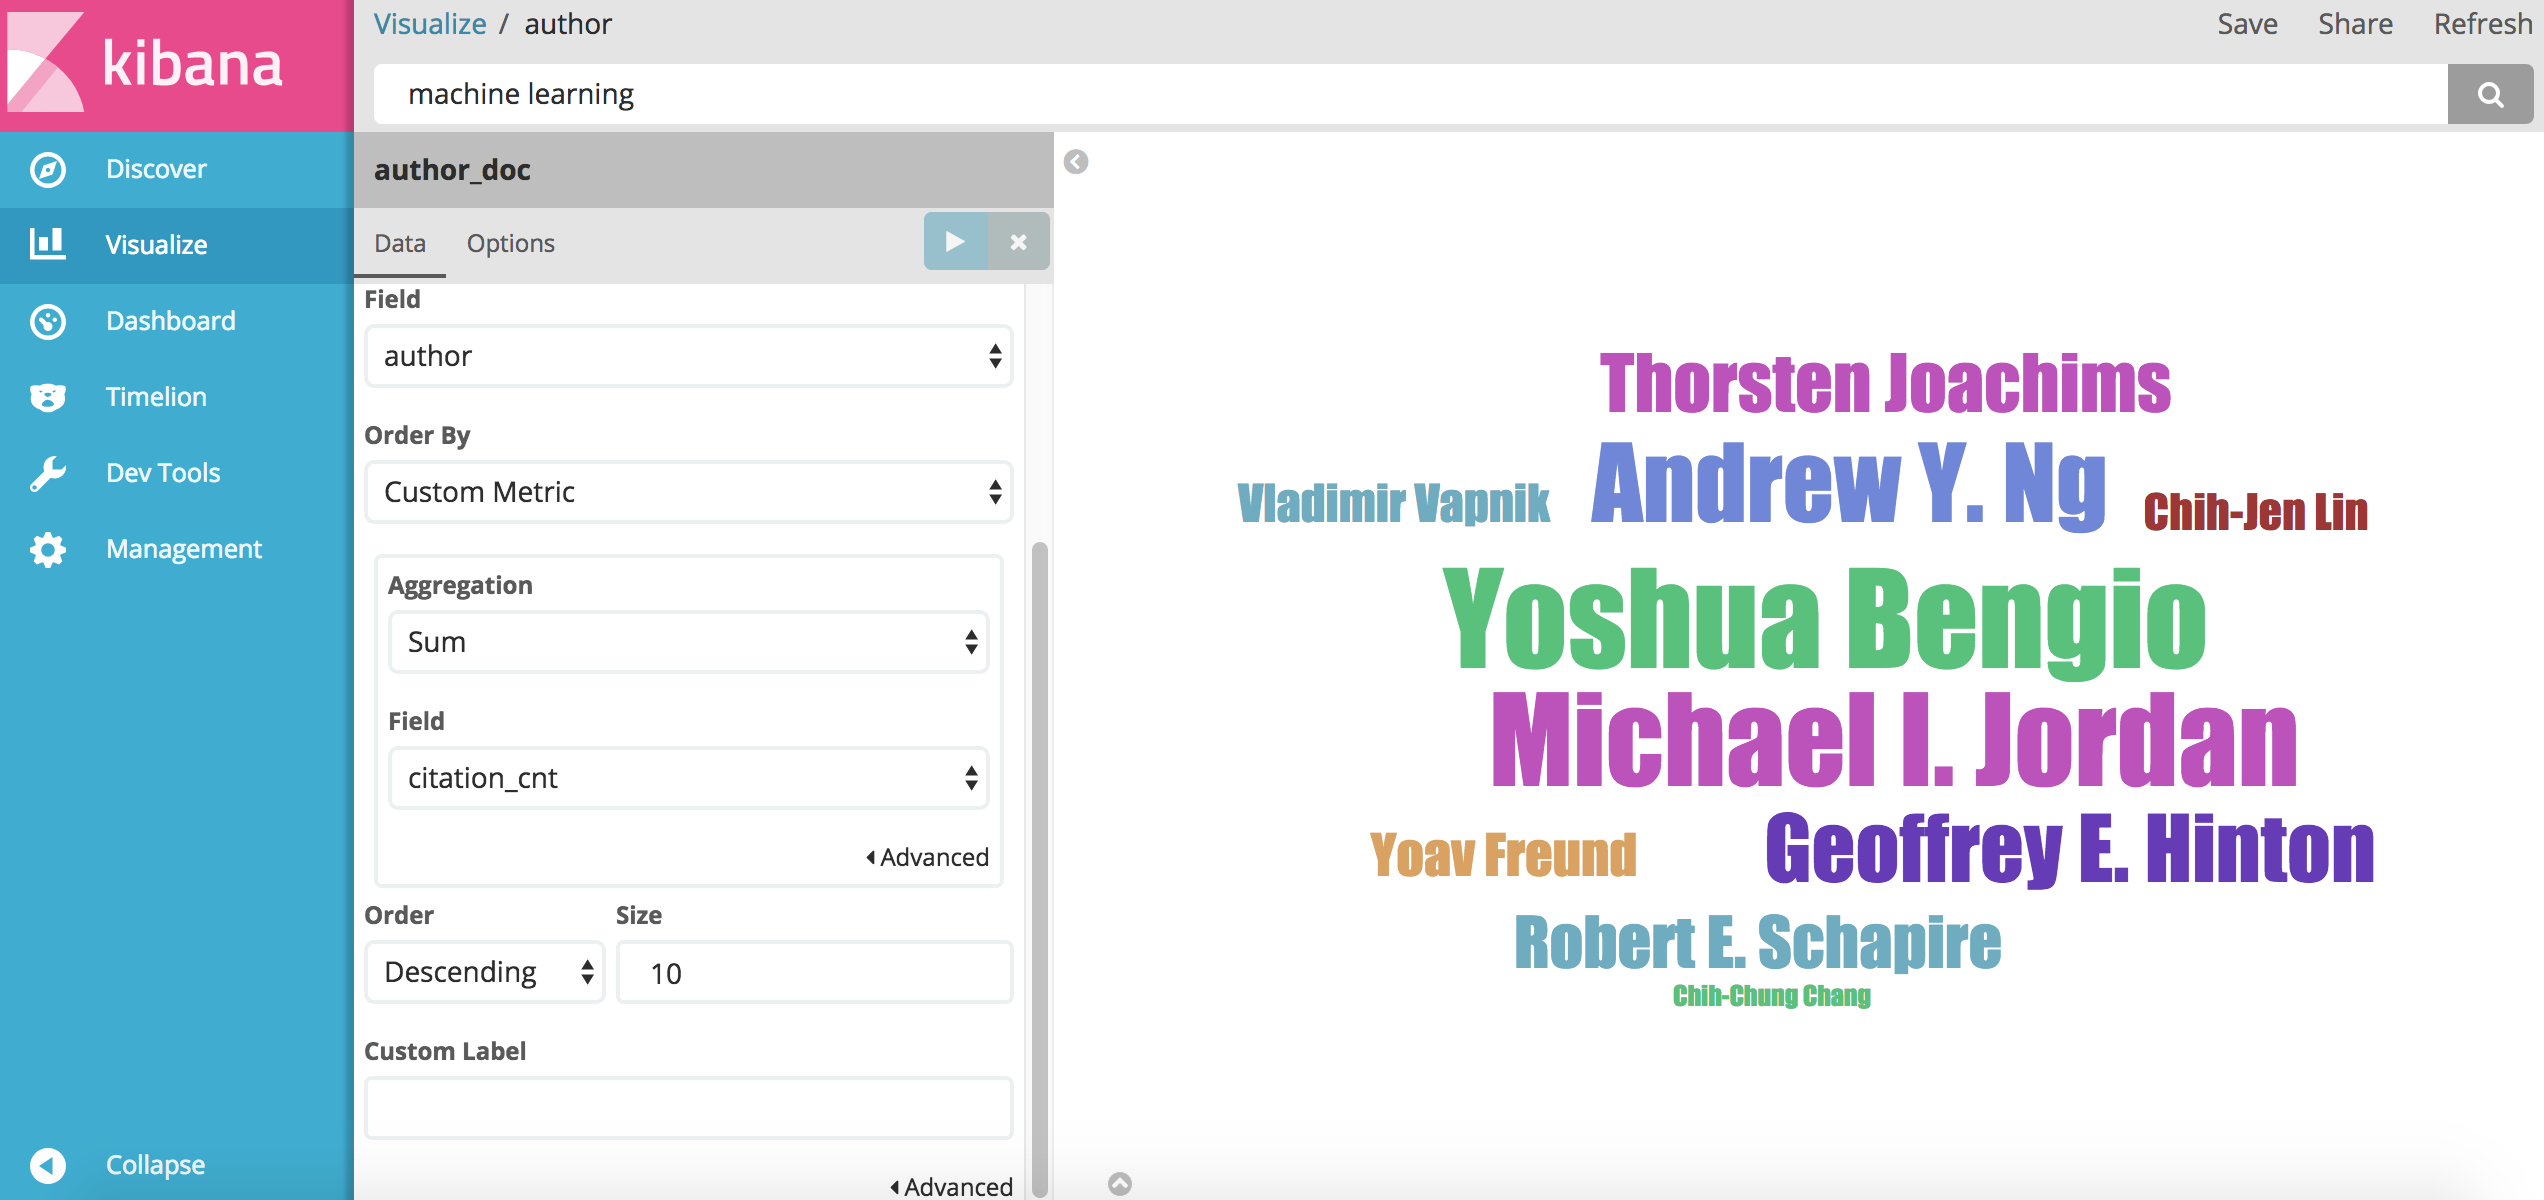 kibana
Discover
Visualize
Dashboard
Timelion
Dev Tools
Management
Collapse
Visualize / author
Save Share Refresh
machine learning
author_doc
Data Options
Field
author
Order By
Custom Metric
Aggregation
Sum
Field
citation_cnt
Advanced
Order Size
Descending 10
Custom Label
Advanced
Thorsten Joachims
Andrew Y. Ng
Vladimir Vapnik
Chih-Jen Lin
Yoshua Bengio
Michael I. Jordan
Yoav Freund
Geoffrey E. Hinton
Robert E. Schapire
Chih-Chung Chang